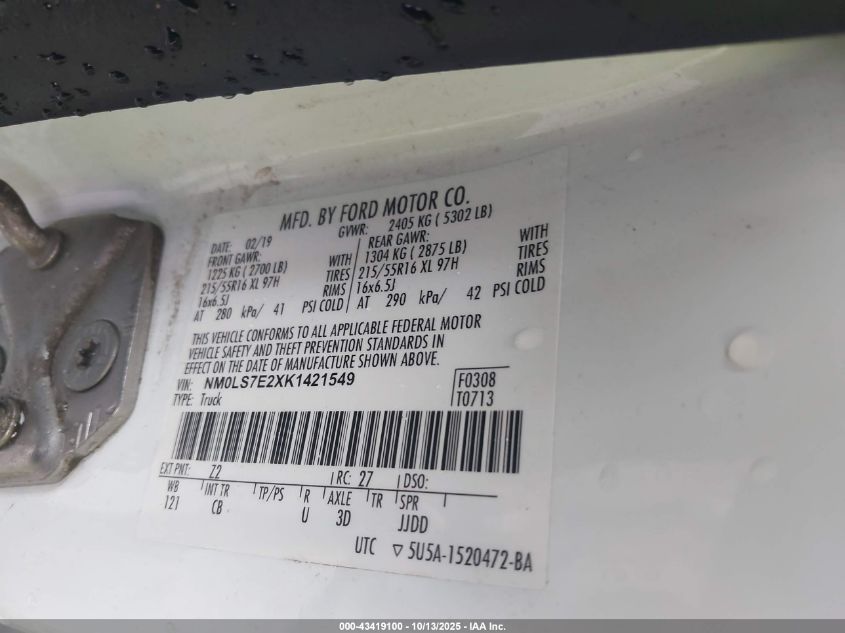 MFD. BY FORD MOTOR CO.
DATE: 02/19 GVWR: 2405 KG ( 5302 LB)
FRONT GAWR: REAR GAWR:
1225 KG ( 2700 LB) WITH 1304 KG ( 2875 LB) WITH
215/55R16 XL 97H TIRES 215/55R16 XL 97H TIRES
16x6.5J RIMS 16x6.5J RIMS
AT 280 kPa/ 41 PSI COLD AT 290 kPa/ 42 PSI COLD
THIS VEHICLE CONFORMS TO ALL APPLICABLE FEDERAL MOTOR
VEHICLE SAFETY AND THEFT PREVENTION STANDARDS IN
EFFECT ON THE DATE OF MANUFACTURE SHOWN ABOVE.
VIN: NM0LS7E2XK1421549 F0308
TYPE: Truck T0713
EXT PNT: Z2 RC: 27 DSO:
WB INT TR TP/PS R AXLE TR SPR
121 CB U 3D JJDD
UTC ▽ 5U5A-1520472-BA
000-43419100 - 10/13/2025 - IAA Inc.